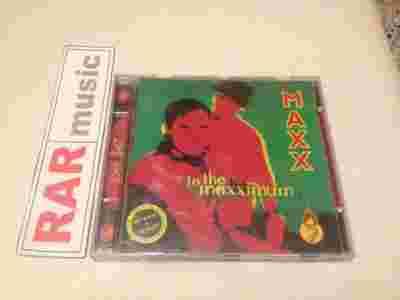 RAR music
MAXX
to the
maxximum